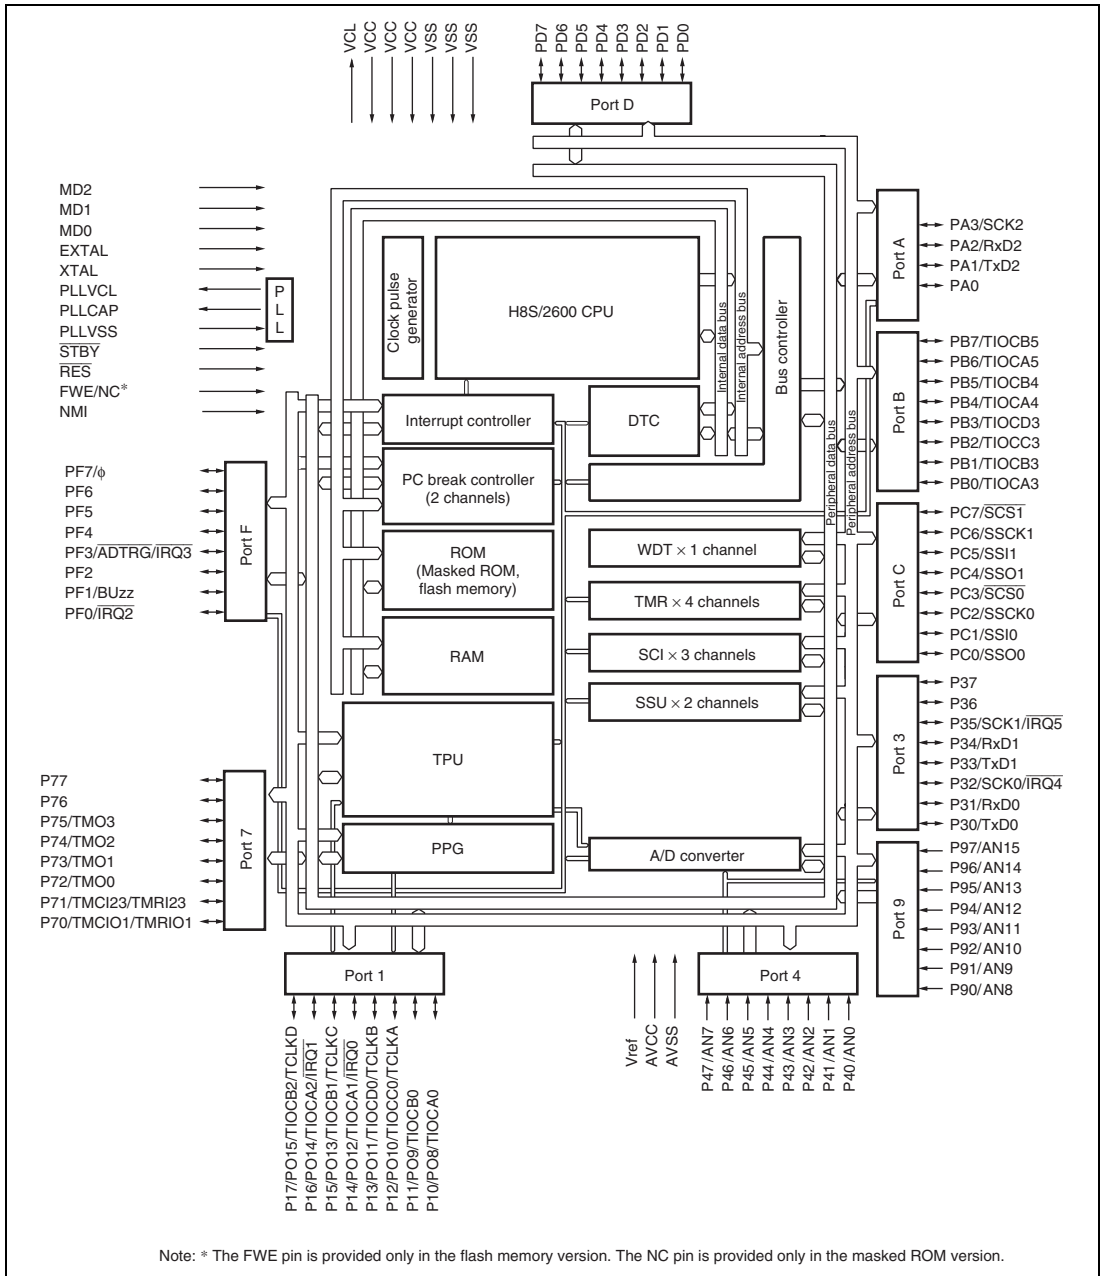 VCL
VCC
VCC
VCC
VSS
VSS
VSS
PD7
PD6
PD5
PD4
PD3
PD2
PD1
PD0
Port D
MD2
MD1
MD0
EXTAL
XTAL
PLLVCL
PLLCAP
PLLVSS
STBY
RES
FWE/NC*
NMI
PLL
Clock pulse generator
H8S/2600 CPU
Internal data bus
Internal address bus
Bus controller
Peripheral data bus
Peripheral address bus
Interrupt controller
DTC
PC break controller
(2 channels)
ROM
(Masked ROM,
flash memory)
RAM
TPU
PPG
WDT × 1 channel
TMR × 4 channels
SCI × 3 channels
SSU × 2 channels
A/D converter
Port A
PA3/SCK2
PA2/RxD2
PA1/TxD2
PA0
Port B
PB7/TIOCB5
PB6/TIOCA5
PB5/TIOCB4
PB4/TIOCA4
PB3/TIOCD3
PB2/TIOCC3
PB1/TIOCB3
PB0/TIOCA3
Port C
PC7/SCS1
PC6/SSCK1
PC5/SSI1
PC4/SSO1
PC3/SCS0
PC2/SSCK0
PC1/SSI0
PC0/SSO0
Port 3
P37
P36
P35/SCK1/IRQ5
P34/RxD1
P33/TxD1
P32/SCK0/IRQ4
P31/RxD0
P30/TxD0
Port 9
P97/AN15
P96/AN14
P95/AN13
P94/AN12
P93/AN11
P92/AN10
P91/AN9
P90/AN8
PF7/ϕ
PF6
PF5
PF4
PF3/ADTRG/IRQ3
PF2
PF1/BUzz
PF0/IRQ2
Port F
P77
P76
P75/TMO3
P74/TMO2
P73/TMO1
P72/TMO0
P71/TMCI23/TMRI23
P70/TMCIO1/TMRIO1
Port 7
Port 1
P17/PO15/TIOCB2/TCLKD
P16/PO14/TIOCA2/IRQ1
P15/PO13/TIOCB1/TCLKC
P14/PO12/TIOCA1/IRQ0
P13/PO11/TIOCD0/TCLKB
P12/PO10/TIOCC0/TCLKA
P11/PO9/TIOCB0
P10/PO8/TIOCA0
Vref
AVCC
AVSS
Port 4
P47/AN7
P46/AN6
P45/AN5
P44/AN4
P43/AN3
P42/AN2
P41/AN1
P40/AN0
Note: * The FWE pin is provided only in the flash memory version. The NC pin is provided only in the masked ROM version.